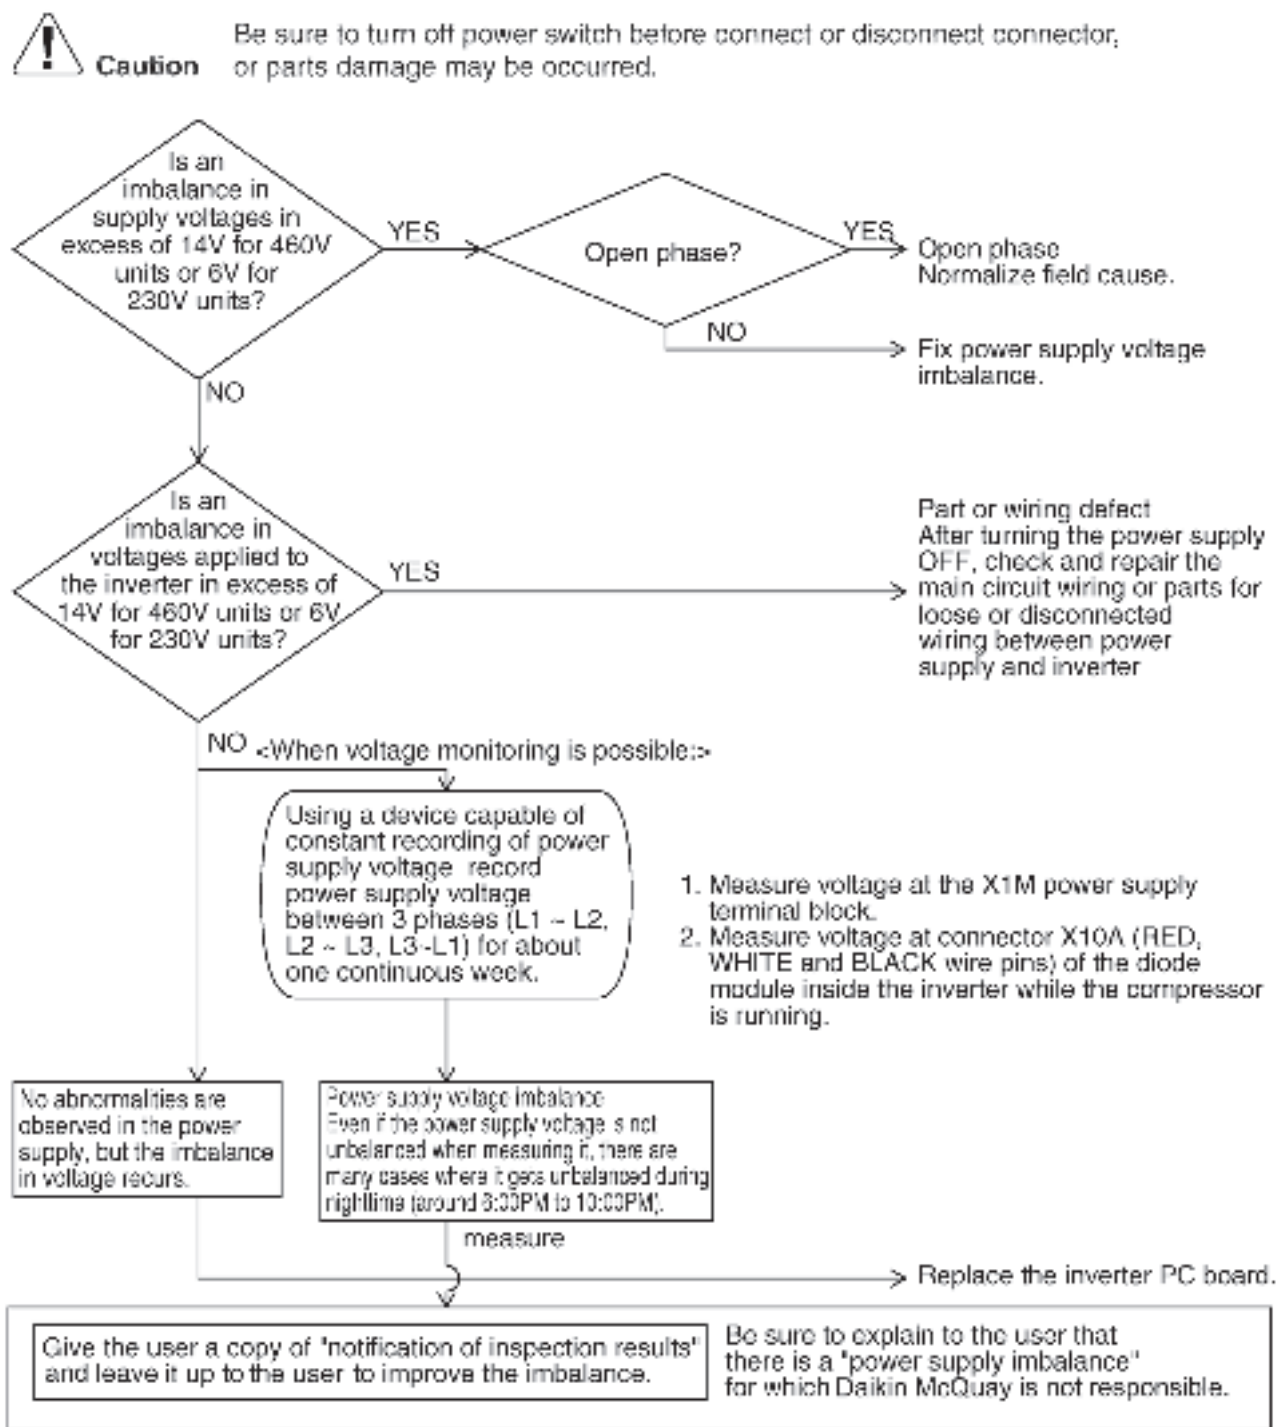 Caution
Be sure to turn off power switch before connect or disconnect connector,
or parts damage may be occurred.
Is an
imbalance in
supply voltages in
excess of 14V for 460V
units or 6V for
230V units?
YES
Open phase?
YES
Open phase
Normalize field cause.
NO
Fix power supply voltage
imbalance.
NO
Is an
imbalance in
voltages applied to
the inverter in excess of
14V for 460V units or 6V
for 230V units?
YES
Part or wiring defect
After turning the power supply
OFF, check and repair the
main circuit wiring or parts for
loose or disconnected
wiring between power
supply and inverter
NO
<When voltage monitoring is possible:>
Using a device capable of
constant recording of power
supply voltage record
power supply voltage
between 3 phases (L1 ~ L2,
L2 ~ L3, L3~L1) for about
one continuous week.
1. Measure voltage at the X1M power supply
terminal block.
2. Measure voltage at connector X10A (RED,
WHITE and BLACK wire pins) of the diode
module inside the inverter while the compressor
is running.
No abnormalities are
observed in the power
supply, but the imbalance
in voltage recurs.
Power supply voltage imbalance
Even if the power supply voltage is not
unbalanced when measuring it, there are
many cases where it gets unbalanced during
nighttime (around 6:00PM to 10:00PM).
measure
Replace the inverter PC board.
Give the user a copy of "notification of inspection results"
and leave it up to the user to improve the imbalance.
Be sure to explain to the user that
there is a "power supply imbalance"
for which Daikin McQuay is not responsible.